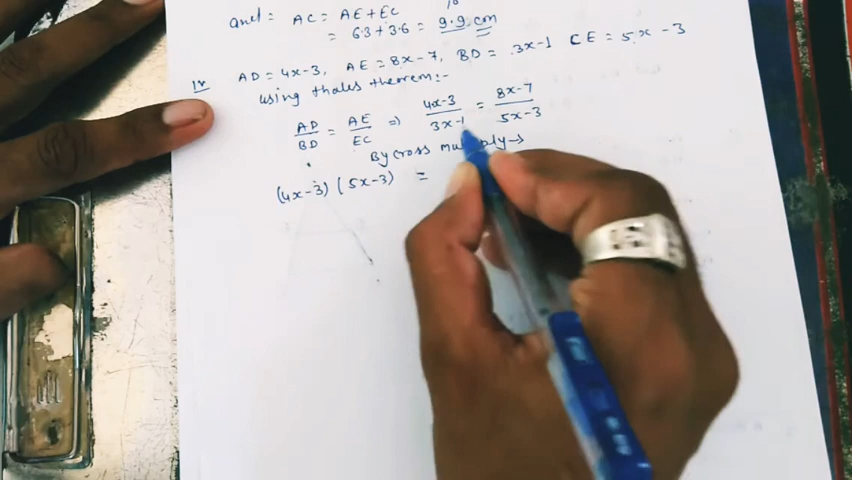 and = AC = AE+EC
= 6.3+3.6 = 9.9 cm
iv AD = 4x-3, AE = 8x-7, BD = 3x-1 CE = 5x-3
using thales theorem:-
AD/BD = AE/EC => 4x-3/3x-1 = 8x-7/5x-3
By cross multiply →
(4x-3) (5x-3) =